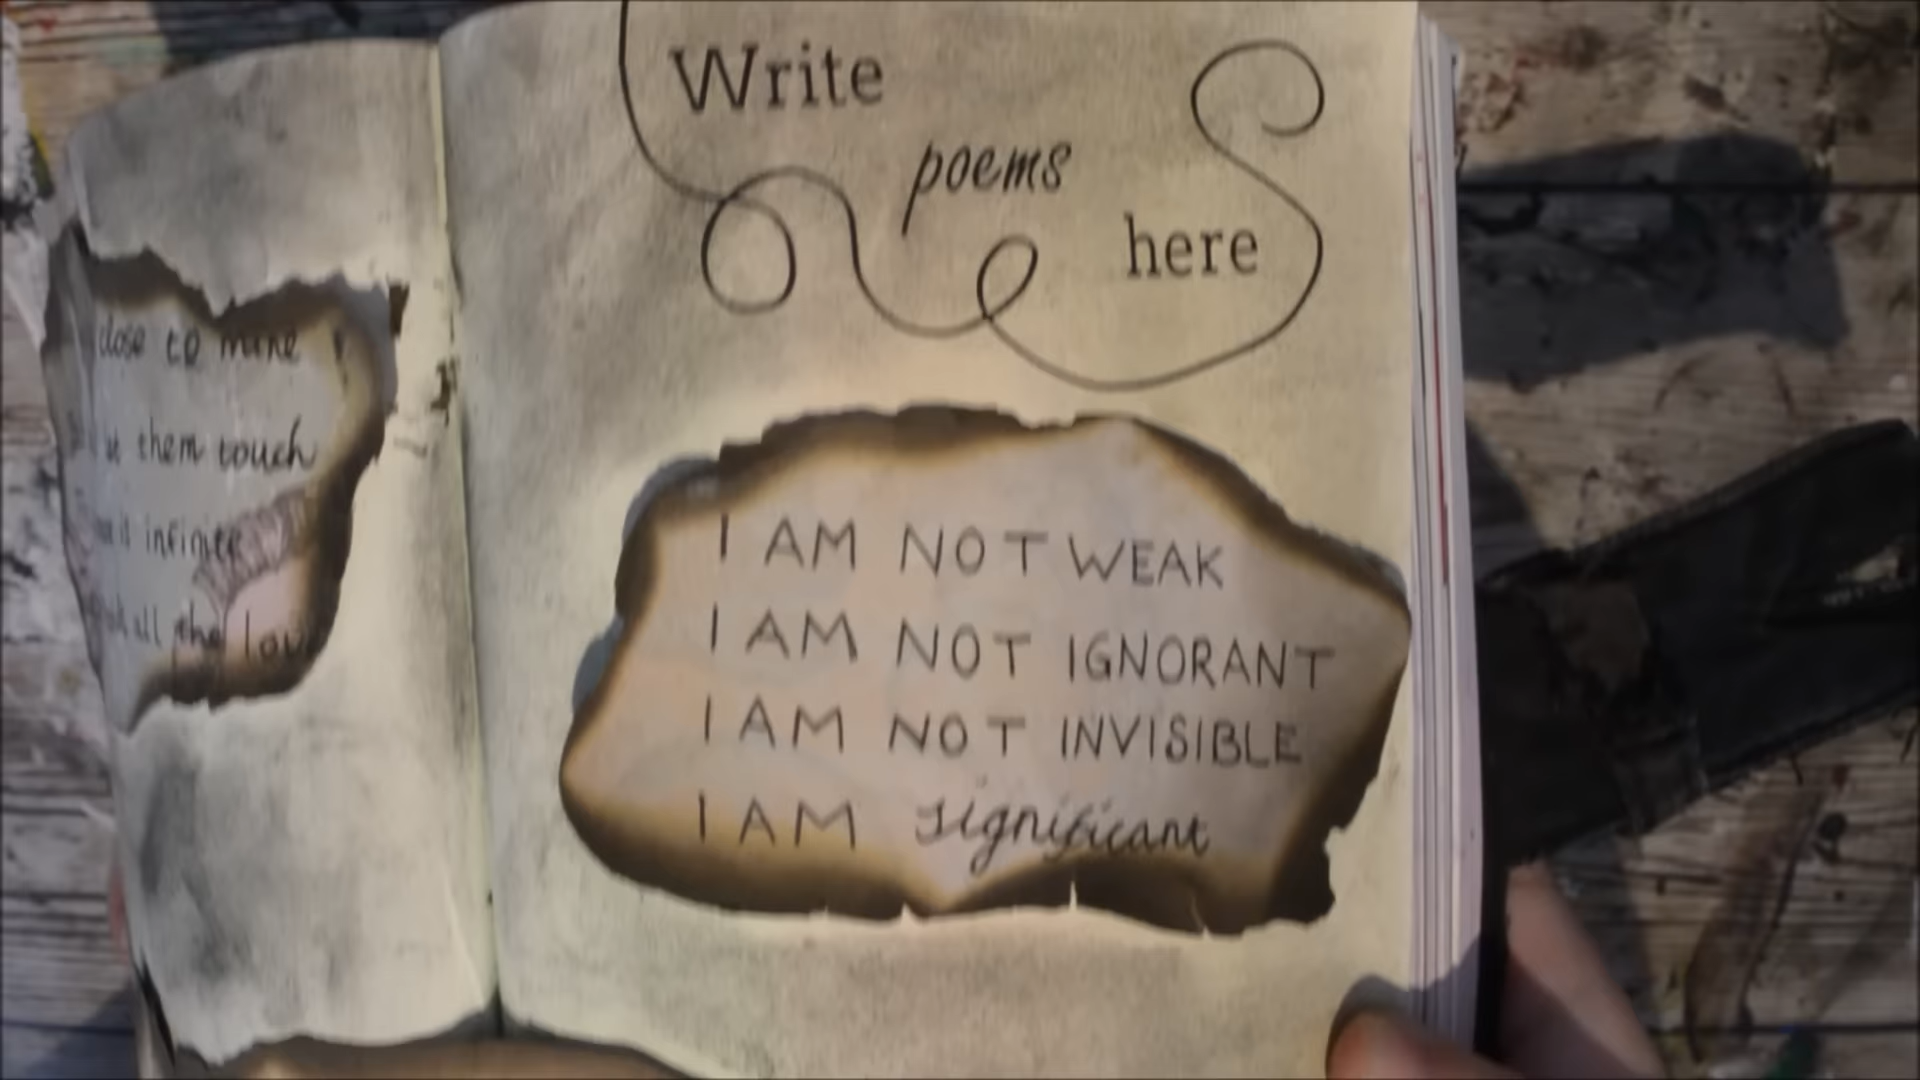 close to mine
them touch
infinite
all the
Write
poems
here
I AM NOT WEAK
I AM NOT IGNORANT
I AM NOT INVISIBLE
I AM significant